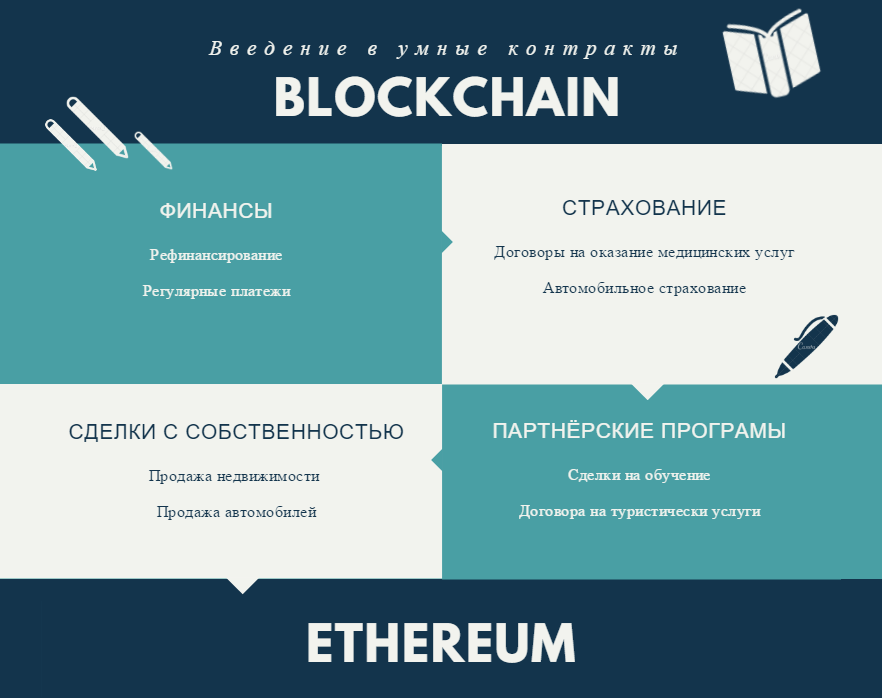 Введение в умные контракты
BLOCKCHAIN
ФИНАНСЫ
Рефинансирование
Регулярные платежи
СТРАХОВАНИЕ
Договоры на оказание медицинских услуг
Автомобильное страхование
Canva
СДЕЛКИ С СОБСТВЕННОСТЬЮ
Продажа недвижимости
Продажа автомобилей
ПАРТНЁРСКИЕ ПРОГРАМЫ
Сделки на обучение
Договора на туристически услуги
ETHEREUM